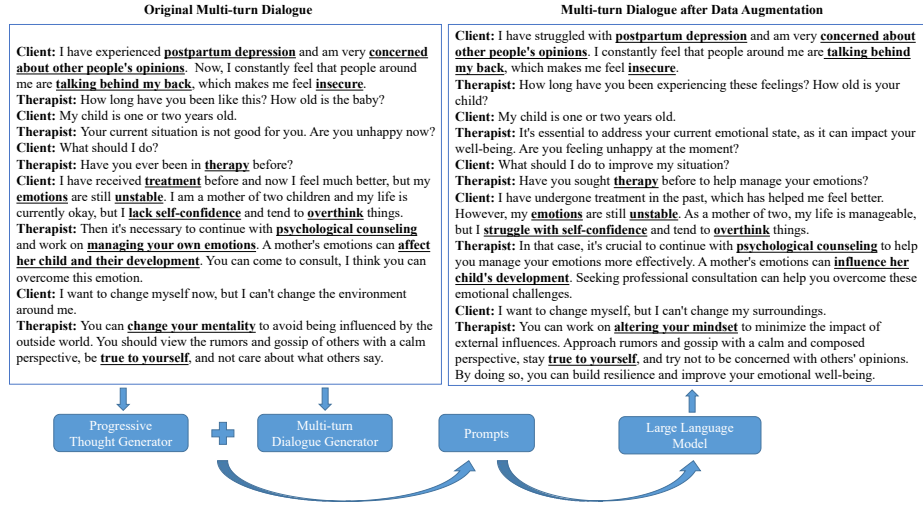 Original Multi-turn Dialogue
Client: I have experienced postpartum depression and am very concerned
about other people's opinions. Now, I constantly feel that people around
me are talking behind my back, which makes me feel insecure.
Therapist: How long have you been like this? How old is the baby?
Client: My child is one or two years old.
Therapist: Your current situation is not good for you. Are you unhappy now?
Client: What should I do?
Therapist: Have you ever been in therapy before?
Client: I have received treatment before and now I feel much better, but my
emotions are still unstable. I am a mother of two children and my life is
currently okay, but I lack self-confidence and tend to overthink things.
Therapist: Then it's necessary to continue with psychological counseling
and work on managing your own emotions. A mother's emotions can affect
her child and their development. You can come to consult, I think you can
overcome this emotion.
Client: I want to change myself now, but I can't change the environment
around me.
Therapist: You can change your mentality to avoid being influenced by the
outside world. You should view the rumors and gossip of others with a calm
perspective, be true to yourself, and not care about what others say.
Multi-turn Dialogue after Data Augmentation
Client: I have struggled with postpartum depression and am very concerned about
other people's opinions. I constantly feel that people around me are talking behind
my back, which makes me feel insecure.
Therapist: How long have you been experiencing these feelings? How old is your
child?
Client: My child is one or two years old.
Therapist: It's essential to address your current emotional state, as it can impact your
well-being. Are you feeling unhappy at the moment?
Client: What should I do to improve my situation?
Therapist: Have you sought therapy before to help manage your emotions?
Client: I have undergone treatment in the past, which has helped me feel better.
However, my emotions are still unstable. As a mother of two, my life is manageable,
but I struggle with self-confidence and tend to overthink things.
Therapist: In that case, it's crucial to continue with psychological counseling to help
you manage your emotions more effectively. A mother's emotions can influence her
child's development. Seeking professional consultation can help you overcome these
emotional challenges.
Client: I want to change myself, but I can't change my surroundings.
Therapist: You can work on altering your mindset to minimize the impact of
external influences. Approach rumors and gossip with a calm and composed
perspective, stay true to yourself, and try not to be concerned with others' opinions.
By doing so, you can build resilience and improve your emotional well-being.
Progressive
Thought Generator
Multi-turn
Dialogue Generator
Prompts
Large Language
Model